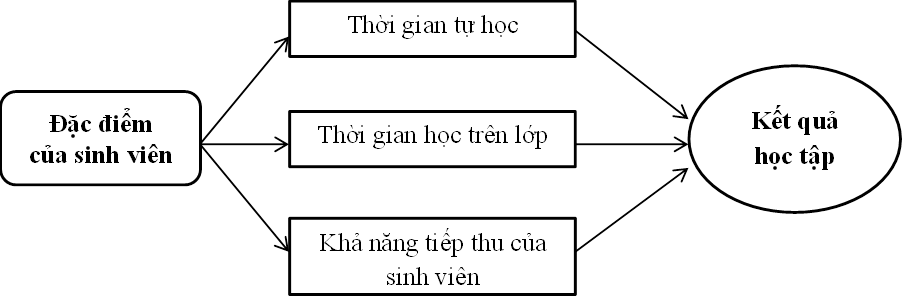 Đặc điểm
của sinh viên
Thời gian tự học
Thời gian học trên lớp
Khả năng tiếp thu của
sinh viên
Kết quả
học tập